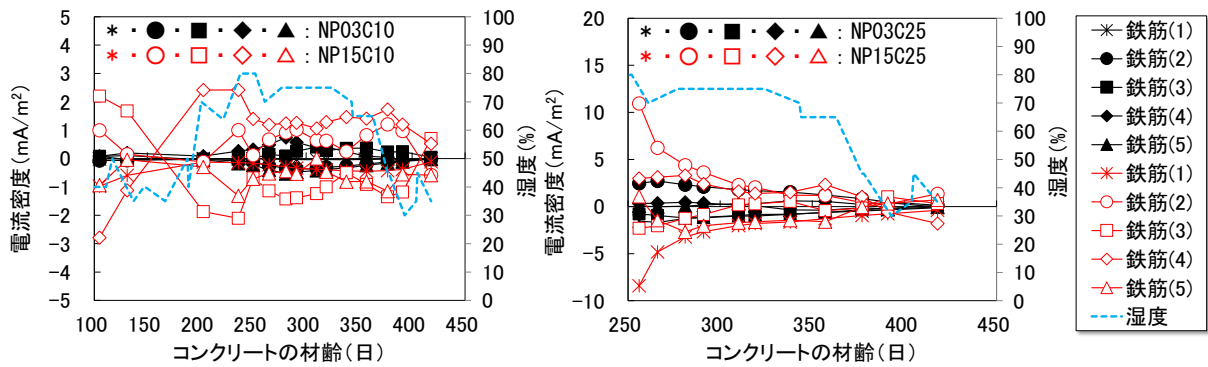 * ・ ● ・ ■ ・ ◆ ・ ▲ : NP03C10
* ・ ○ ・ □ ・ ◇ ・ △ : NP15C10
電流密度(mA/m²)
5
4
3
2
1
0
-1
-2
-3
-4
-5
100
90
80
70
60
50
40
30
20
10
0
湿度(%)
100 150 200 250 300 350 400 450
コンクリートの材齢(日)
* ・ ● ・ ■ ・ ◆ ・ ▲ : NP03C25
* ・ ○ ・ □ ・ ◇ ・ △ : NP15C25
電流密度(mA/m²)
20
15
10
5
0
-5
-10
100
90
80
70
60
50
40
30
20
10
0
湿度(%)
250 300 350 400 450
コンクリートの材齢(日)
鉄筋(1)
鉄筋(2)
鉄筋(3)
鉄筋(4)
鉄筋(5)
鉄筋(1)
鉄筋(2)
鉄筋(3)
鉄筋(4)
鉄筋(5)
湿度